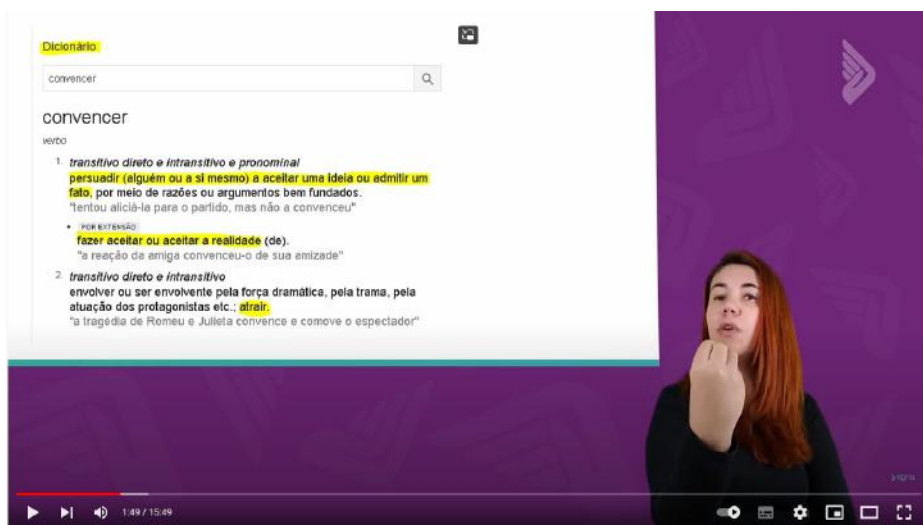 Dicionário
convencer
convencer
verbo
1. transitivo direto e intransitivo e pronominal
persuadir (alguém ou a si mesmo) a aceitar uma ideia ou admitir um
fato, por meio de razões ou argumentos bem fundados.
"tentou aliciá-la para o partido, mas não a convenceu"
• POR EXTENSÃO
fazer aceitar ou aceitar a realidade (de).
"a reação da amiga convenceu-o de sua amizade"
2. transitivo direto e intransitivo
envolver ou ser envolvente pela força dramática, pela trama, pela
atuação dos protagonistas etc.; atrair.
"a tragédia de Romeu e Julieta convence e comove o espectador"
1:49 / 15:49